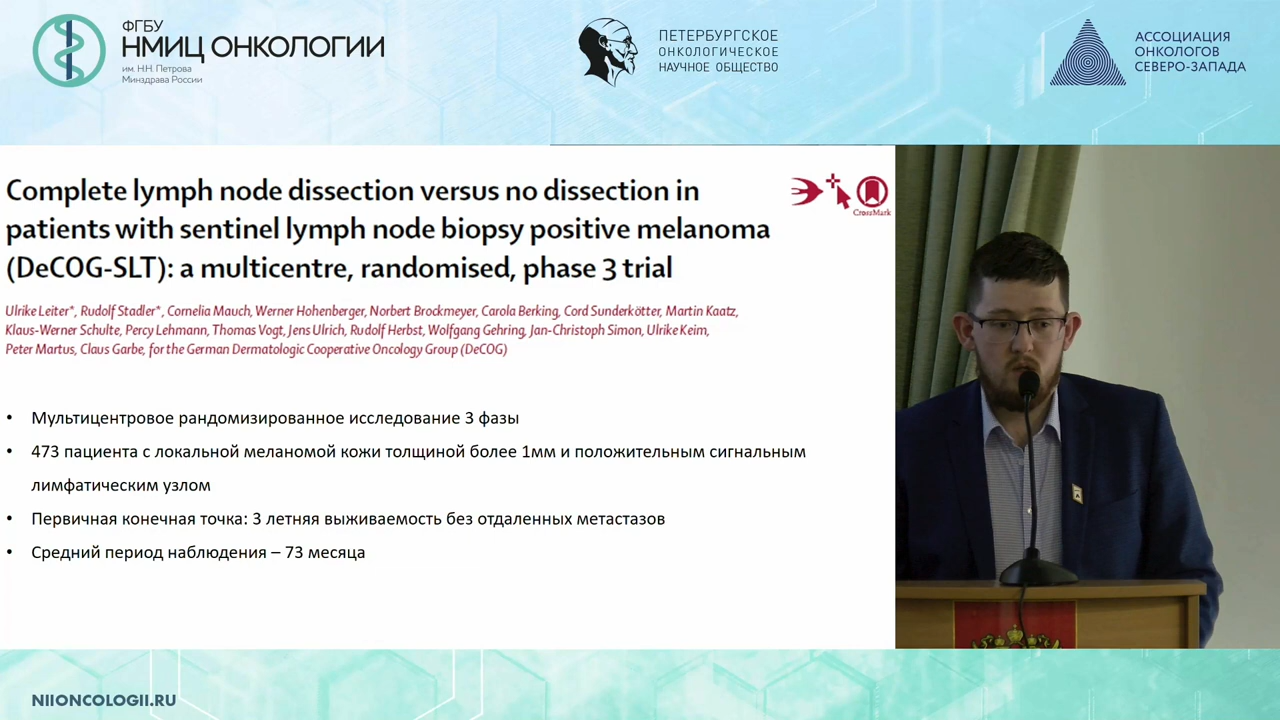 ФГБУ
НМИЦ ОНКОЛОГИИ
им. Н.Н. Петрова
Минздрава России
ПЕТЕРБУРГСКОЕ
ОНКОЛОГИЧЕСКОЕ
НАУЧНОЕ ОБЩЕСТВО
АССОЦИАЦИЯ
ОНКОЛОГОВ
СЕВЕРО-ЗАПАДА
Complete lymph node dissection versus no dissection in
patients with sentinel lymph node biopsy positive melanoma
(DeCOG-SLT): a multicentre, randomised, phase 3 trial
CrossMark
Ulrike Leiter*, Rudolf Stadler*, Cornelia Mauch, Werner Hohenberger, Norbert Brockmeyer, Carola Berking, Cord Sunderkötter, Martin Kaatz,
Klaus-Werner Schulte, Percy Lehmann, Thomas Vogt, Jens Ulrich, Rudolf Herbst, Wolfgang Gehring, Jan-Christoph Simon, Ulrike Keim,
Peter Martus, Claus Garbe, for the German Dermatologic Cooperative Oncology Group (DeCOG)
• Мультицентровое рандомизированное исследование 3 фазы
• 473 пациента с локальной меланомой кожи толщиной более 1мм и положительным сигнальным
лимфатическим узлом
• Первичная конечная точка: 3 летняя выживаемость без отдаленных метастазов
• Средний период наблюдения – 73 месяца
NIIONCOLOGII.RU